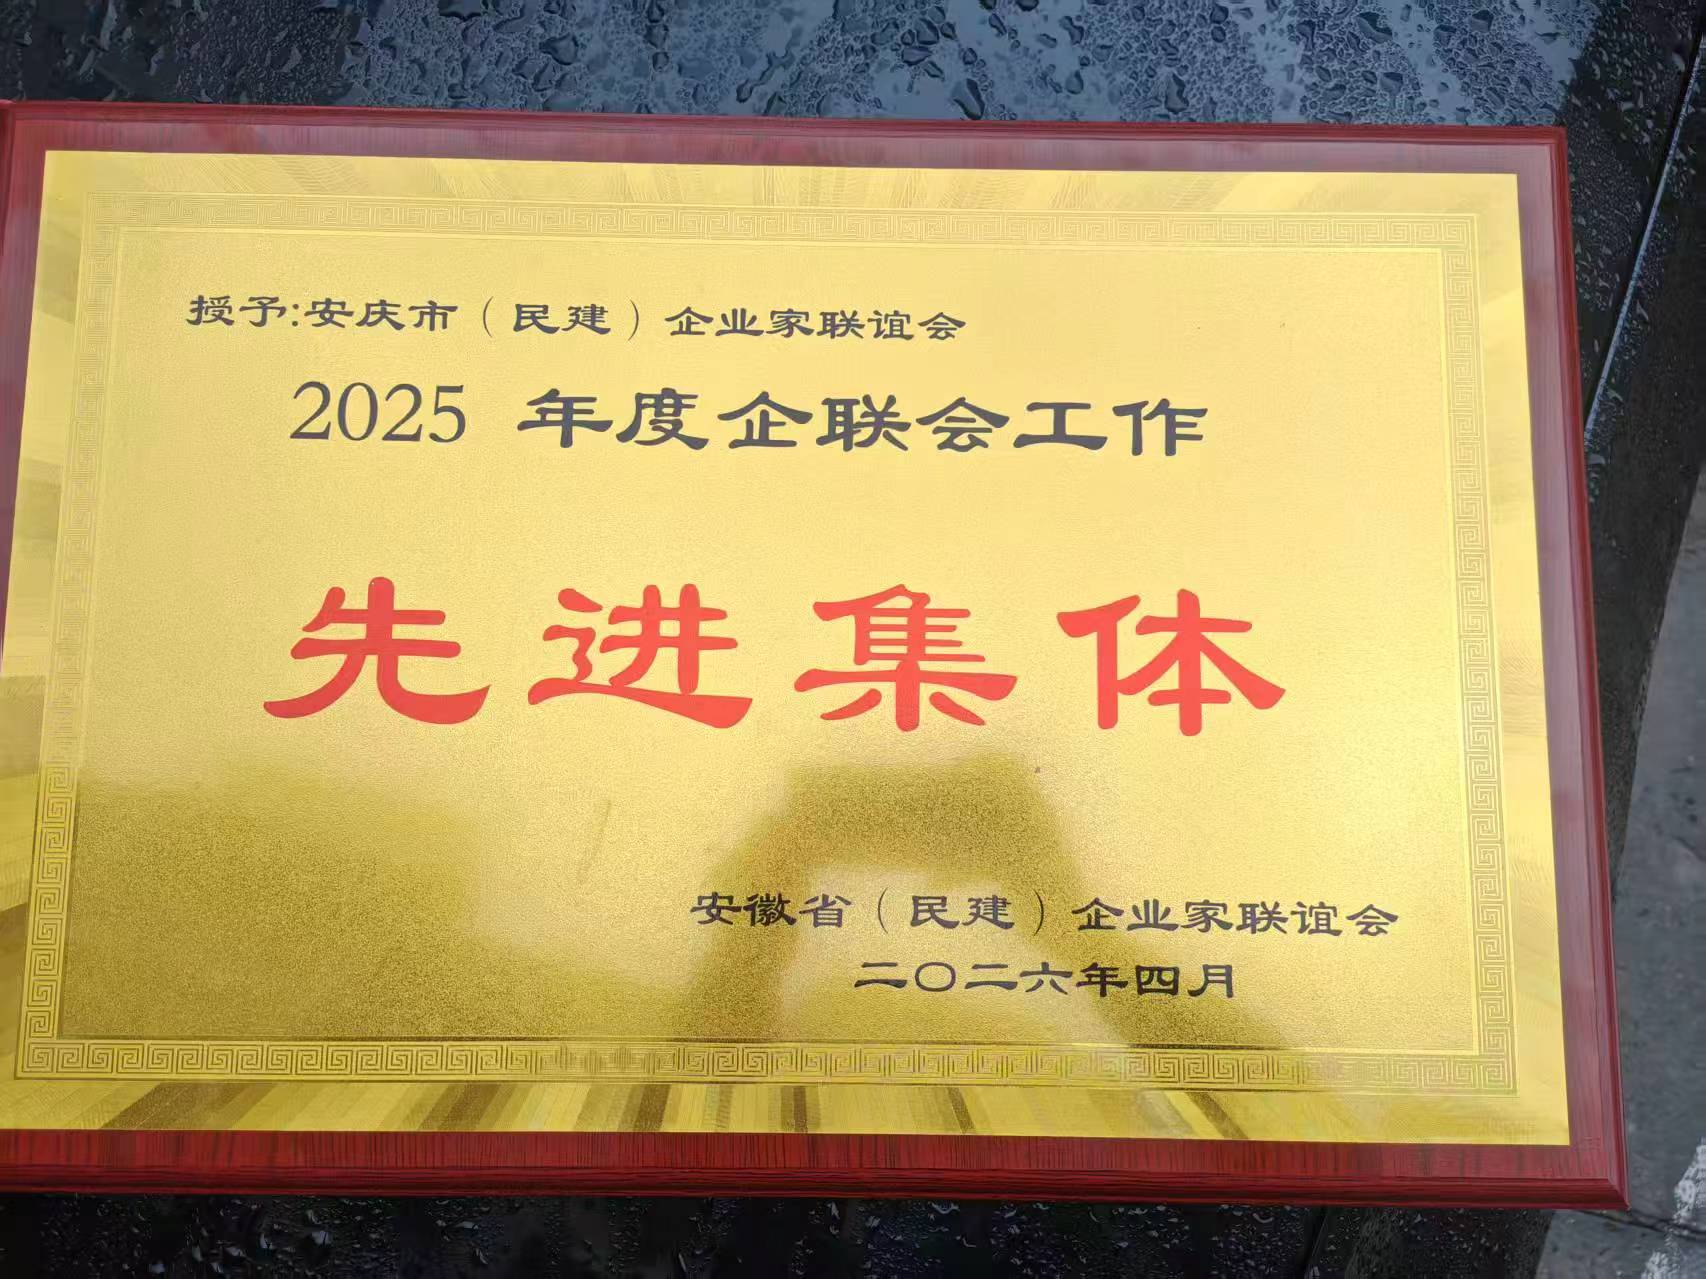 授予:安庆市（民建）企业家联谊会
2025 年度企联会工作
先进集体
安徽省（民建）企业家联谊会
二〇二六年四月